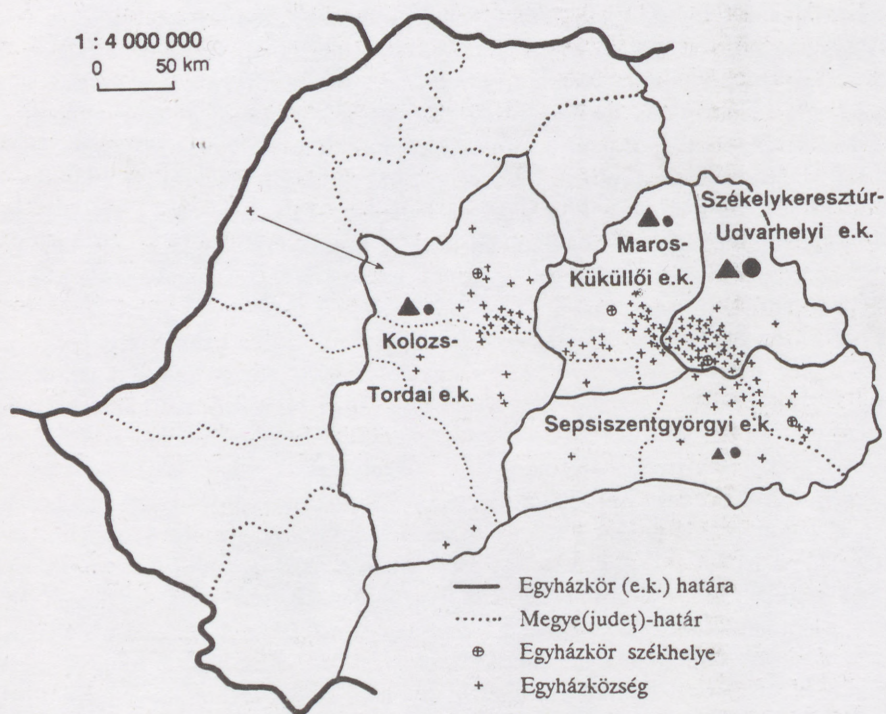 1 : 4 000 000
0 50 km
Székelykeresztúr-
Udvarhelyi e.k.
Maros-
Küküllői e.k.
Kolozs-
Tordai e.k.
Sepsiszentgyörgyi e.k.
Egyházkör (e.k.) határa
Megye(judeţ)-határ
Egyházkör székhelye
Egyházközség